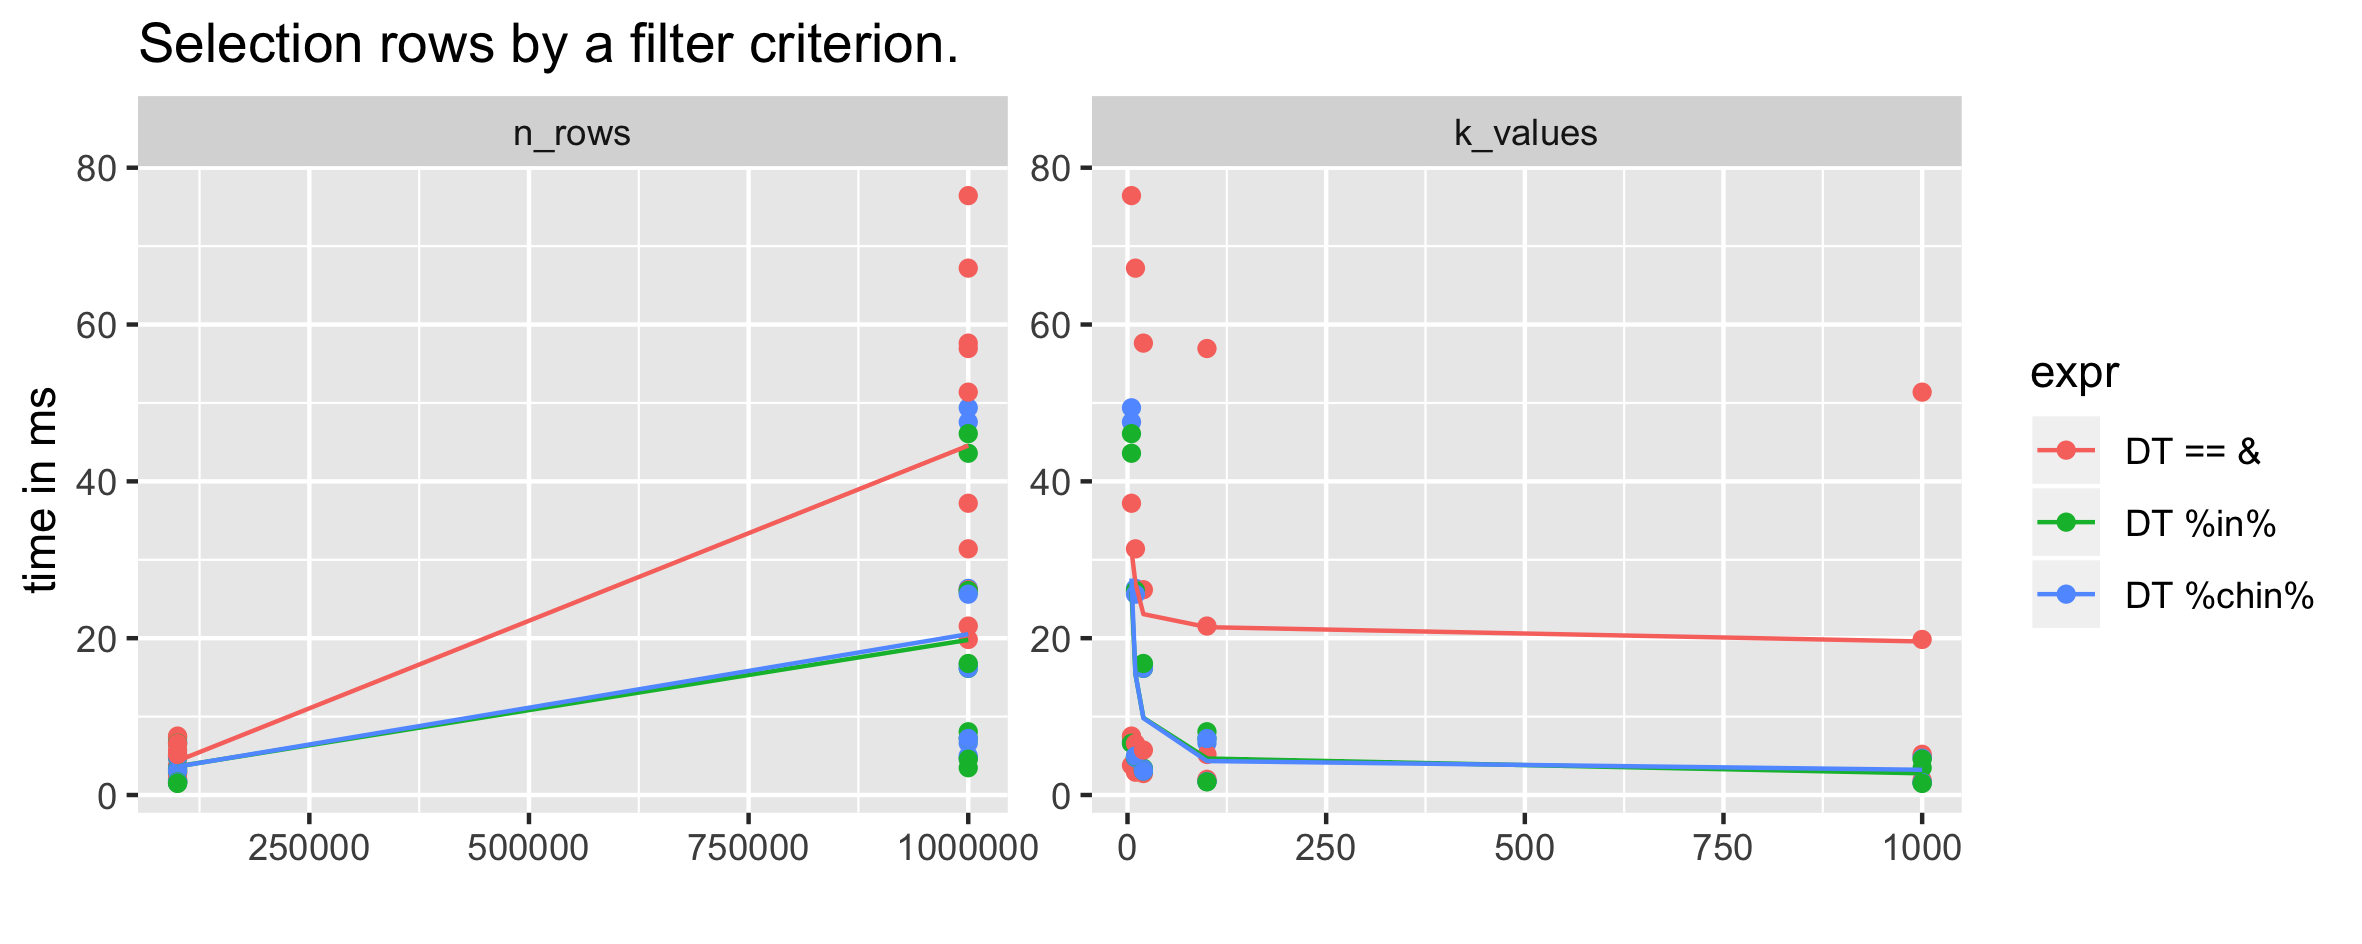 Selection rows by a filter criterion.
n_rows
k_values
time in ms
80
60
40
20
0
80
60
40
20
0
250000 500000 750000 1000000
0 250 500 750 1000
expr
DT == &
DT %in%
DT %chin%